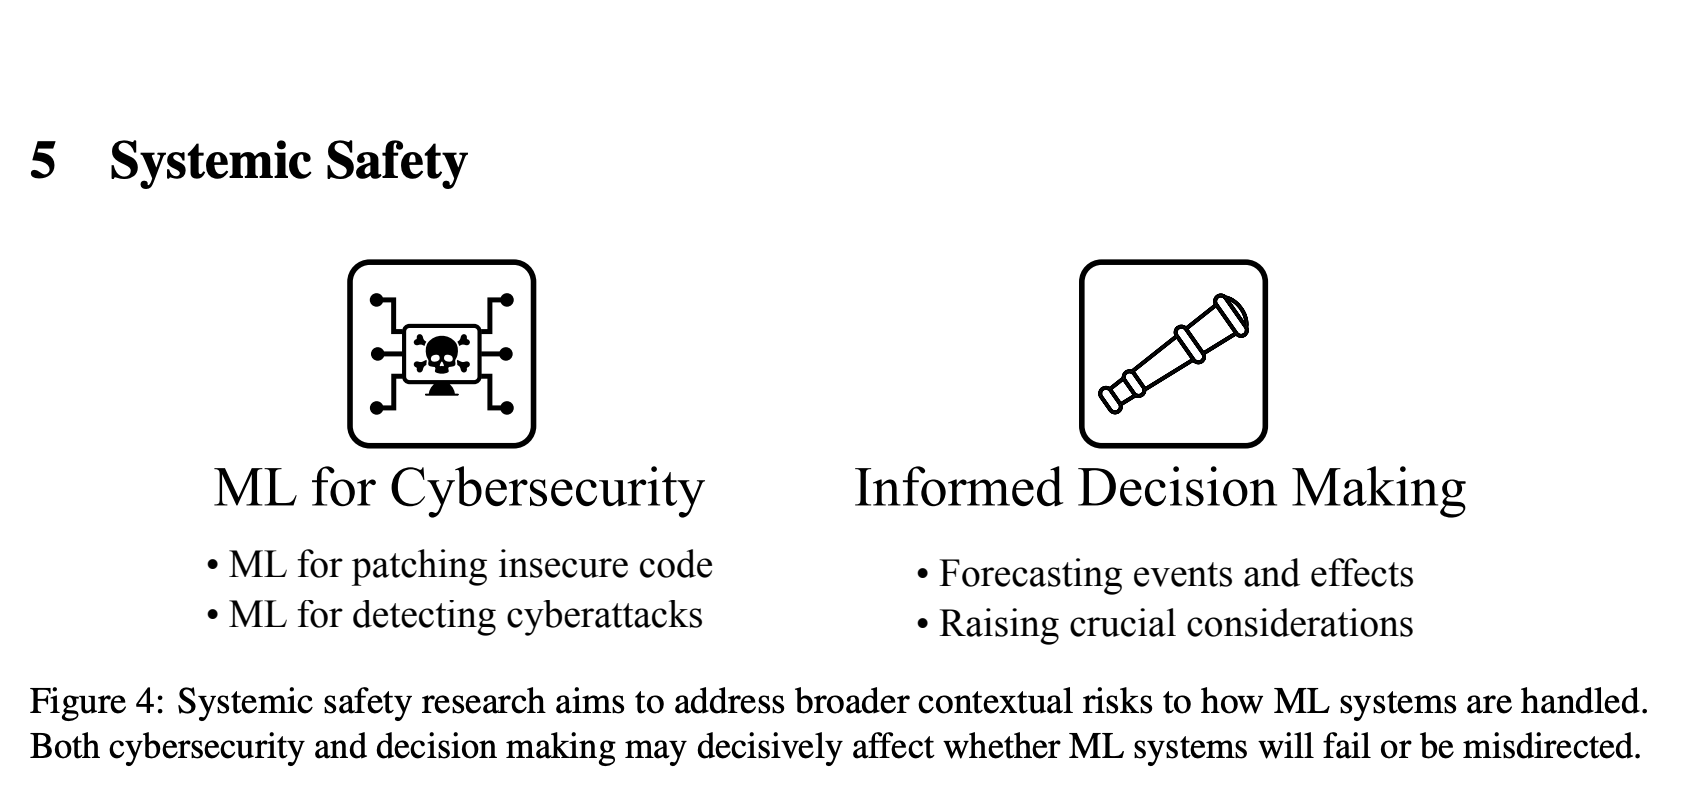 5 Systemic Safety
ML for Cybersecurity
• ML for patching insecure code
• ML for detecting cyberattacks
Informed Decision Making
• Forecasting events and effects
• Raising crucial considerations
Figure 4: Systemic safety research aims to address broader contextual risks to how ML systems are handled.
Both cybersecurity and decision making may decisively affect whether ML systems will fail or be misdirected.